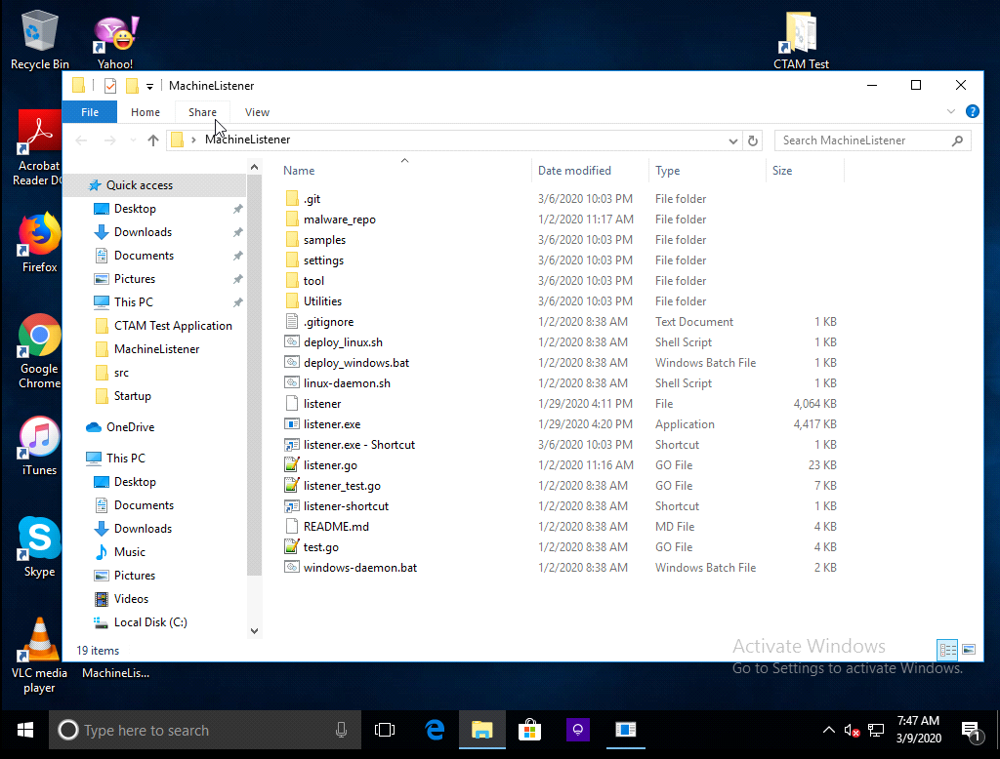 Recycle Bin
Yahoo!
CTAM Test
MachineListener
File Home Share View
MachineListener
Search MachineListener
Acrobat
Reader DC
Firefox
Google
Chrome
iTunes
Skype
VLC media
player
MachineLis...
Quick access
Desktop
Downloads
Documents
Pictures
This PC
CTAM Test Application
MachineListener
src
Startup
OneDrive
This PC
Desktop
Documents
Downloads
Music
Pictures
Videos
Local Disk (C:)
Name Date modified Type Size
.git 3/6/2020 10:03 PM File folder
malware_repo 1/2/2020 11:17 AM File folder
samples 3/6/2020 10:03 PM File folder
settings 3/6/2020 10:03 PM File folder
tool 3/6/2020 10:03 PM File folder
Utilities 3/6/2020 10:03 PM File folder
.gitignore 1/2/2020 8:38 AM Text Document 1 KB
deploy_linux.sh 1/2/2020 8:38 AM Shell Script 1 KB
deploy_windows.bat 1/2/2020 8:38 AM Windows Batch File 1 KB
linux-daemon.sh 1/2/2020 8:38 AM Shell Script 1 KB
listener 1/29/2020 4:11 PM File 4,064 KB
listener.exe 1/29/2020 4:20 PM Application 4,417 KB
listener.exe - Shortcut 3/6/2020 10:03 PM Shortcut 1 KB
listener.go 1/2/2020 11:16 AM GO File 23 KB
listener_test.go 1/2/2020 8:38 AM GO File 7 KB
listener-shortcut 1/2/2020 8:38 AM Shortcut 1 KB
README.md 1/2/2020 8:38 AM MD File 4 KB
test.go 1/2/2020 8:38 AM GO File 4 KB
windows-daemon.bat 1/2/2020 8:38 AM Windows Batch File 2 KB
19 items
Activate Windows
Go to Settings to activate Windows.
Type here to search
7:47 AM
3/9/2020
1